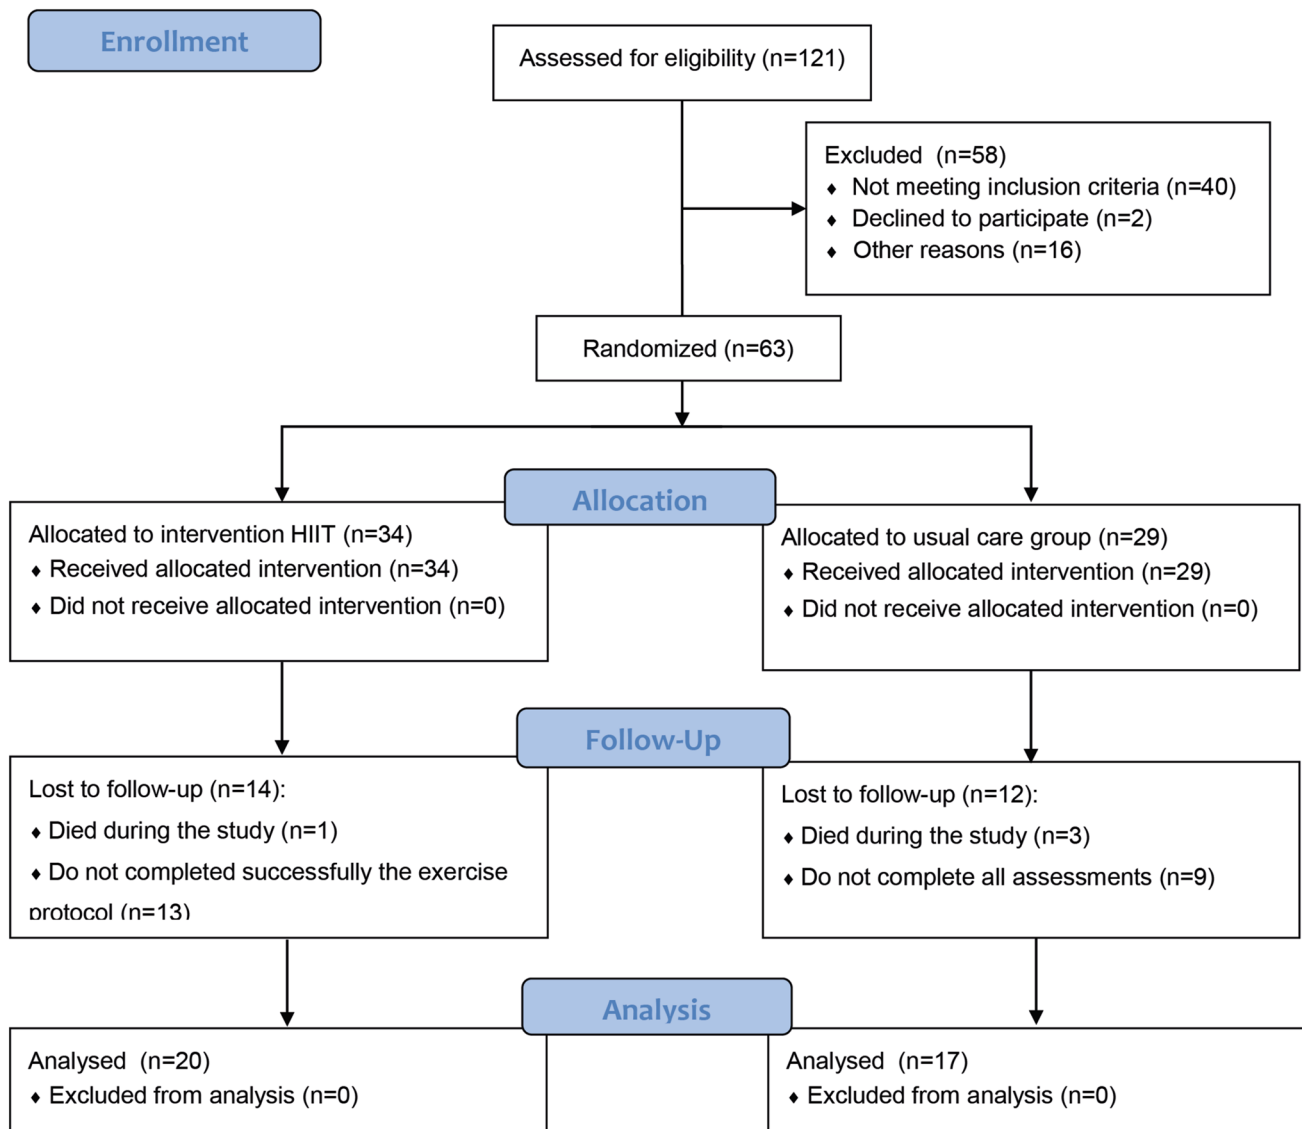 Enrollment
Assessed for eligibility (n=121)
Excluded (n=58)
♦ Not meeting inclusion criteria (n=40)
♦ Declined to participate (n=2)
♦ Other reasons (n=16)
Randomized (n=63)
Allocation
Allocated to intervention HIIT (n=34)
♦ Received allocated intervention (n=34)
♦ Did not receive allocated intervention (n=0)
Allocated to usual care group (n=29)
♦ Received allocated intervention (n=29)
♦ Did not receive allocated intervention (n=0)
Follow-Up
Lost to follow-up (n=14):
♦ Died during the study (n=1)
♦ Do not completed successfully the exercise
protocol (n=13)
Lost to follow-up (n=12):
♦ Died during the study (n=3)
♦ Do not complete all assessments (n=9)
Analysis
Analysed (n=20)
♦ Excluded from analysis (n=0)
Analysed (n=17)
♦ Excluded from analysis (n=0)